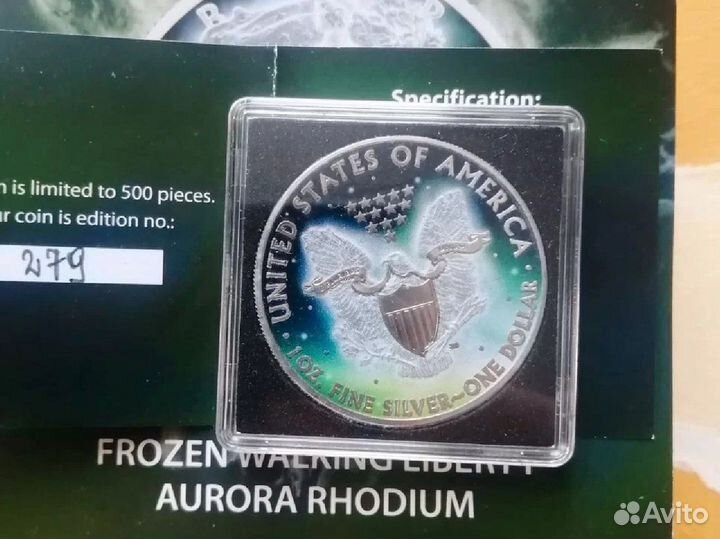 Specification:
n is limited to 500 pieces.
ur coin is edition no.:
279
UNITED STATES OF AMERICA
1 OZ. FINE SILVER~ONE DOLLAR
FROZEN WALKING LIBERTY
AURORA RHODIUM
Avito